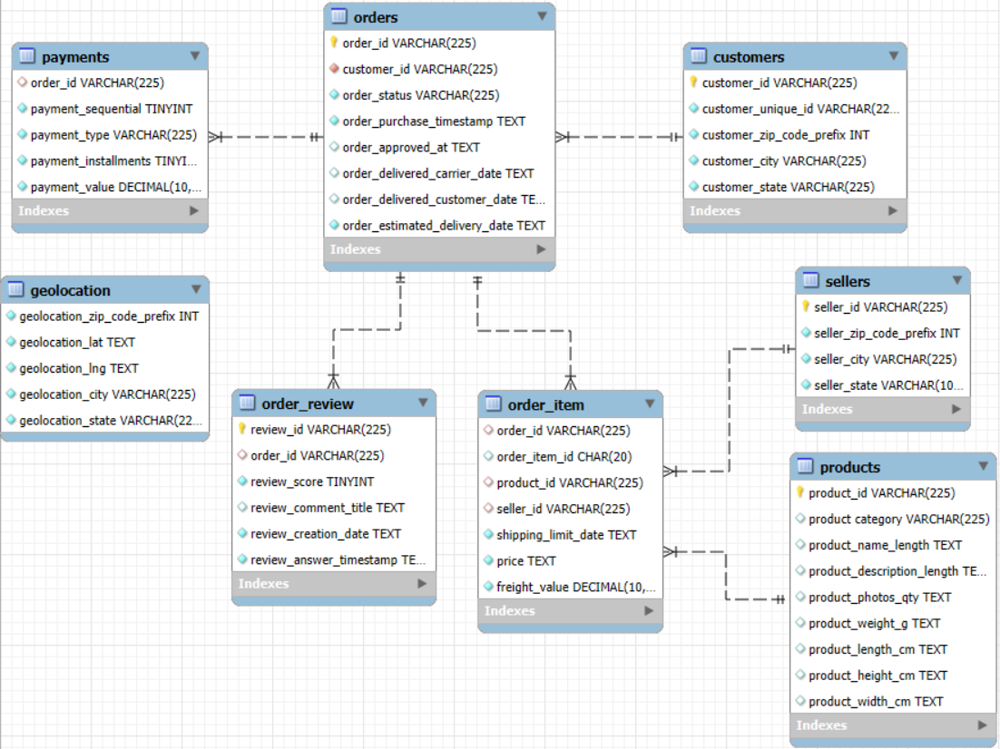 orders
order_id VARCHAR(225)
customer_id VARCHAR(225)
order_status VARCHAR(225)
order_purchase_timestamp TEXT
order_approved_at TEXT
order_delivered_carrier_date TEXT
order_delivered_customer_date TE...
order_estimated_delivery_date TEXT
Indexes
payments
order_id VARCHAR(225)
payment_sequential TINYINT
payment_type VARCHAR(225)
payment_installments TINYI...
payment_value DECIMAL(10,...
Indexes
customers
customer_id VARCHAR(225)
customer_unique_id VARCHAR(22...
customer_zip_code_prefix INT
customer_city VARCHAR(225)
customer_state VARCHAR(225)
Indexes
geolocation
geolocation_zip_code_prefix INT
geolocation_lat TEXT
geolocation_lng TEXT
geolocation_city VARCHAR(225)
geolocation_state VARCHAR(22...
sellers
seller_id VARCHAR(225)
seller_zip_code_prefix INT
seller_city VARCHAR(225)
seller_state VARCHAR(10...
Indexes
order_review
review_id VARCHAR(225)
order_id VARCHAR(225)
review_score TINYINT
review_comment_title TEXT
review_creation_date TEXT
review_answer_timestamp TE...
Indexes
order_item
order_id VARCHAR(225)
order_item_id CHAR(20)
product_id VARCHAR(225)
seller_id VARCHAR(225)
shipping_limit_date TEXT
price TEXT
freight_value DECIMAL(10,...
Indexes
products
product_id VARCHAR(225)
product category VARCHAR(225)
product_name_length TEXT
product_description_length TE...
product_photos_qty TEXT
product_weight_g TEXT
product_length_cm TEXT
product_height_cm TEXT
product_width_cm TEXT
Indexes